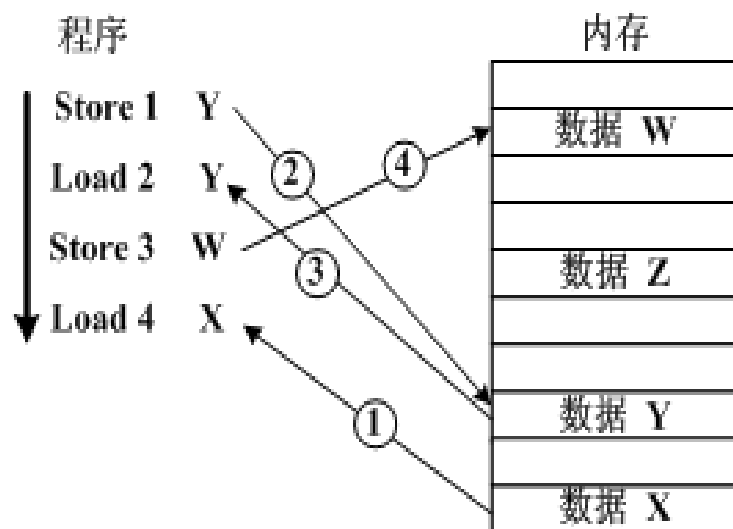 程序
内存
Store 1 Y
Load 2 Y
Store 3 W
Load 4 X
②
④
③
①
数据 W
数据 Z
数据 Y
数据 X